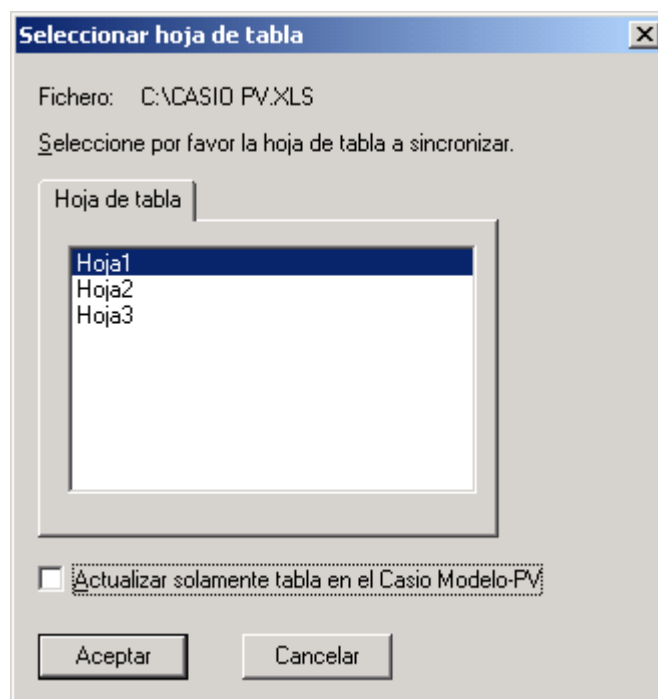 Seleccionar hoja de tabla
Fichero: C:\CASIO PV.XLS
Seleccione por favor la hoja de tabla a sincronizar.
Hoja de tabla
Hoja1
Hoja2
Hoja3
Actualizar solamente tabla en el Casio Modelo-PV
Aceptar Cancelar